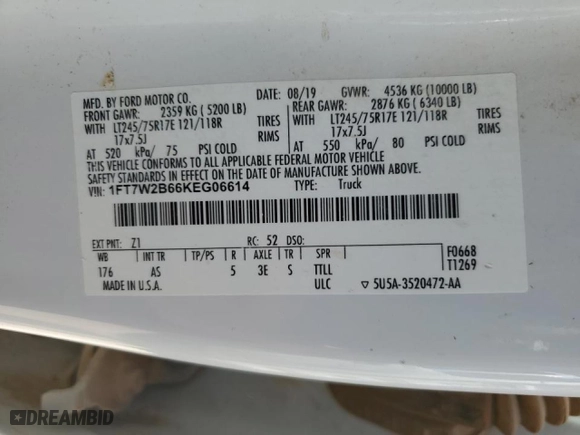 MFD. BY FORD MOTOR CO. DATE: 08/19 GVWR: 4536 KG (10000 LB)
FRONT GAWR: 2359 KG ( 5200 LB) REAR GAWR: 2876 KG ( 6340 LB)
WITH LT245/75R17E 121/118R TIRES WITH LT245/75R17E 121/118R TIRES
17x7.5J RIMS 17x7.5J RIMS
AT 520 kPa/ 75 PSI COLD AT 550 kPa/ 80 PSI COLD
THIS VEHICLE CONFORMS TO ALL APPLICABLE FEDERAL MOTOR VEHICLE
SAFETY STANDARDS IN EFFECT ON THE DATE OF MANUFACTURE SHOWN ABOVE.
VIN: 1FT7W2B66KEG06614 TYPE: Truck
EXT PNT: Z1 RC: 52 DSO:
WB INT TR TP/PS R AXLE TR SPR F0668
176 AS 5 3E S TTLL T1269
MADE IN U.S.A. ULC ▽ 5U5A-3520472-AA
DREAMBID